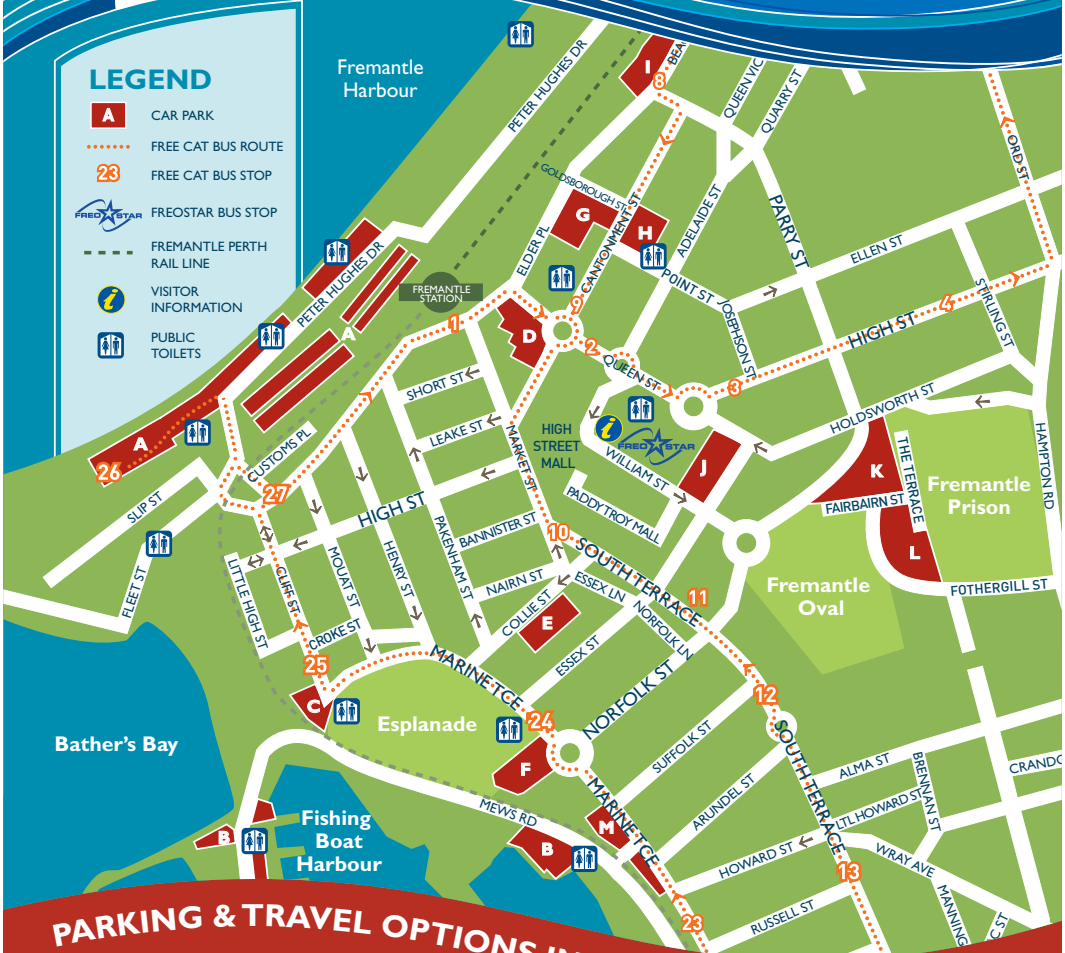 LEGEND
A
CAR PARK
FREE CAT BUS ROUTE
23
FREE CAT BUS STOP
FREO STAR
FREOSTAR BUS STOP
FREMANTLE PERTH
RAIL LINE
i
VISITOR
INFORMATION
PUBLIC
TOILETS
Fremantle
Harbour
PETER HUGHES DR
I
8
QUEEN VIC
QUARRY ST
ORD ST
GOLDSBOROUGH ST
G
H
CANTONMENT ST
ADELAIDE ST
PARRY ST
ELLEN ST
ELDER PL
PETER HUGHES DR
FREMANTLE
STATION
POINT ST
JOSEPHSON ST
STIRLING ST
A
1
D
9
2
QUEEN ST
3
HIGH ST
4
SHORT ST
LEAKE ST
MARKET ST
HIGH
STREET
MALL
i
FREO STAR
WILLIAM ST
J
HOLDSWORTH ST
HAMPTON RD
A
26
CUSTOMS PL
27
SLIP ST
HIGH ST
PADDY TROY MALL
K
THE TERRACE
FAIRBAIRN ST
L
Fremantle
Prison
FLEET ST
BANNISTER ST
10
SOUTH TERRACE
LITTLE HIGH ST
CLIFF ST
MOUAT ST
HENRY ST
PAKENHAM ST
NAIRN ST
COLLIE ST
ESSEX LN
11
Fremantle
Oval
FOTHERGILL ST
CROKE ST
E
ESSEX ST
NORFOLK LN
25
MARINE TCE
NORFOLK ST
12
C
Esplanade
24
SUFFOLK ST
SOUTH TERRACE
Bather's Bay
F
ARUNDEL ST
ALMA ST
BRENNAN ST
CRANDO
MEWS RD
MARINE TCE
LTL HOWARD ST
Fishing
Boat
Harbour
B
B
M
HOWARD ST
WRAY AVE
13
MANNING
23
RUSSELL ST
IC ST
PARKING & TRAVEL OPTIONS IN